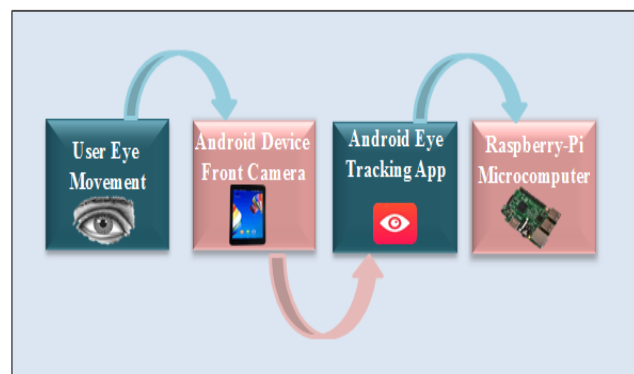 User Eye
Movement
Android Device
Front Camera
Android Eye
Tracking App
Raspberry-Pi
Microcomputer